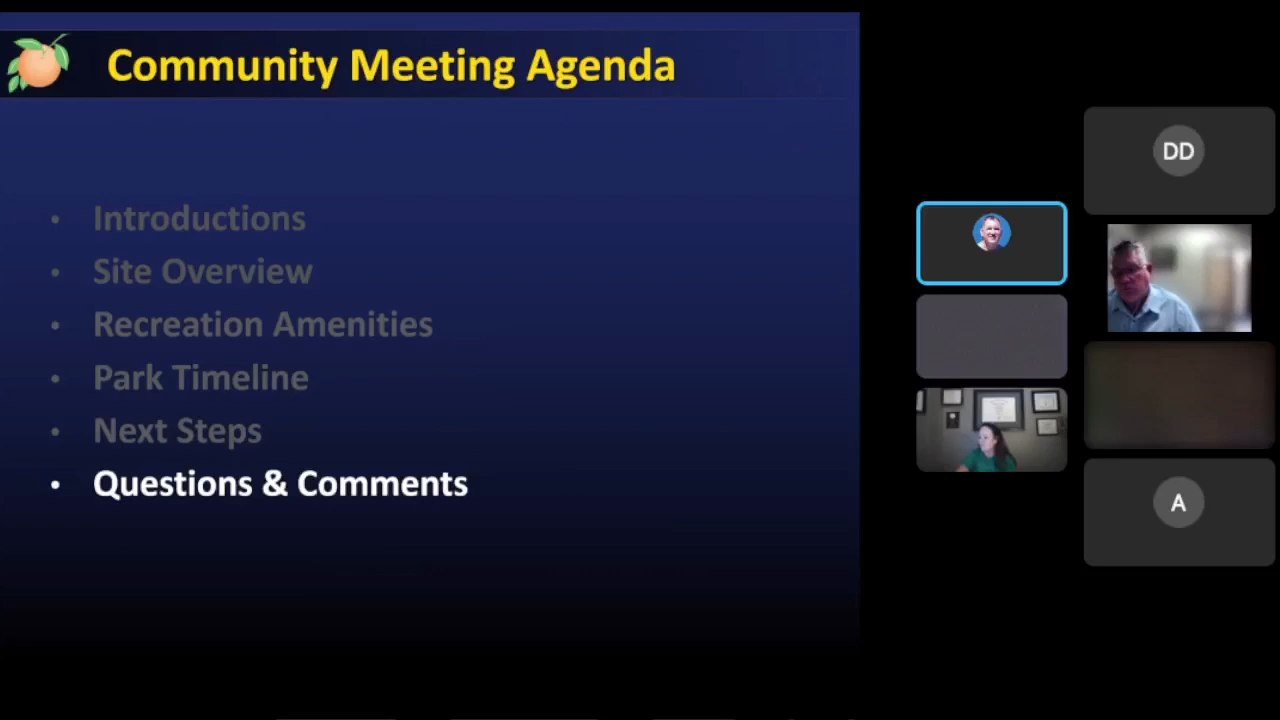 Community Meeting Agenda
• Introductions
• Site Overview
• Recreation Amenities
• Park Timeline
• Next Steps
• Questions & Comments
DD
A